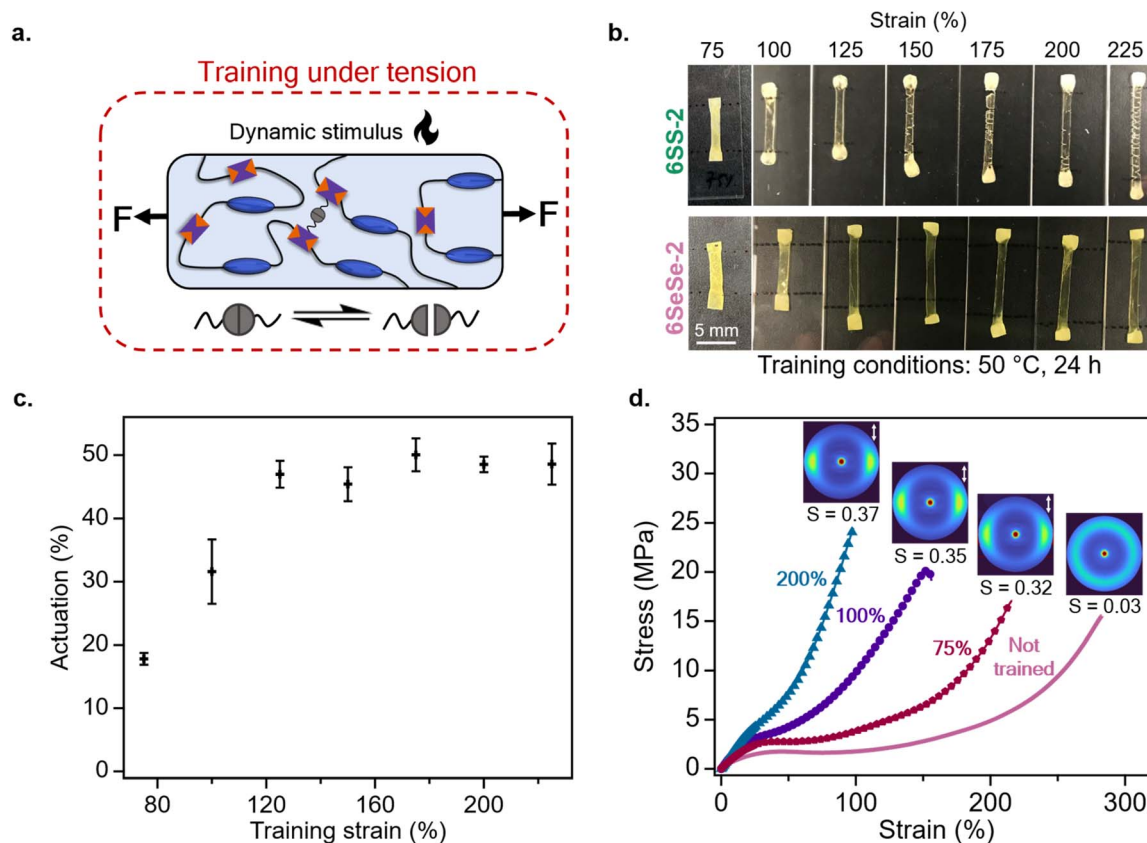 a.
Training under tension
Dynamic stimulus
F
F
b.
Strain (%)
75 100 125 150 175 200 225
6SS-2
6SeSe-2
5 mm
Training conditions: 50 °C, 24 h
c.
Actuation (%)
50
40
30
20
10
0
80 120 160 200
Training strain (%)
d.
Stress (MPa)
35
30
25
20
15
10
5
0
S = 0.37
S = 0.35
S = 0.32
S = 0.03
200%
100%
75%
Not
trained
0 100 200 300
Strain (%)